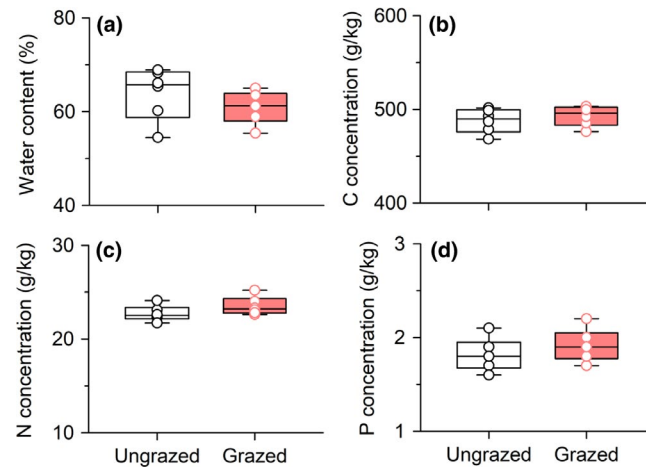 (a)
80
60
40
Water content (%)
(b)
600
500
400
C concentration (g/kg)
(c)
30
20
10
N concentration (g/kg)
Ungrazed Grazed
(d)
3
2
1
P concentration (g/kg)
Ungrazed Grazed